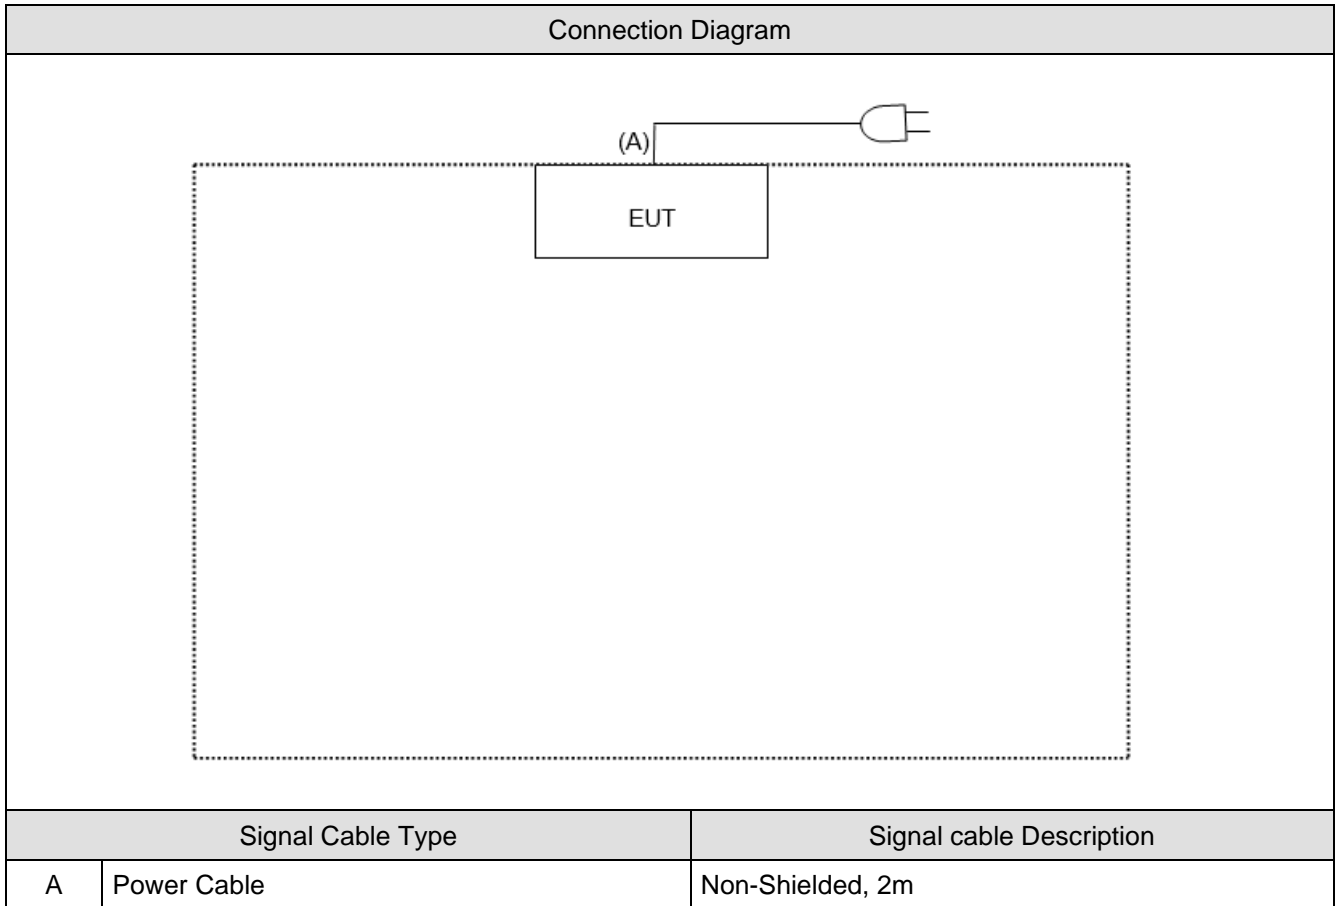 Connection Diagram
(A)
EUT
Signal Cable Type Signal cable Description
A Power Cable Non-Shielded, 2m